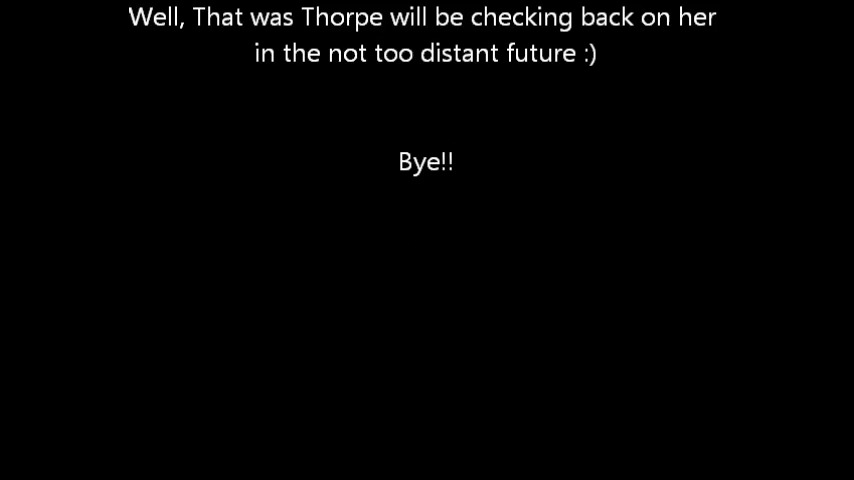 Well, That was Thorpe will be checking back on her
in the not too distant future :)
Bye!!